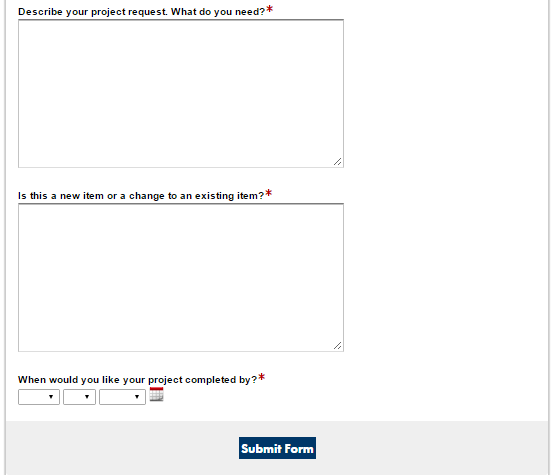 Describe your project request. What do you need?*
Is this a new item or a change to an existing item?*
When would you like your project completed by?*
Submit Form